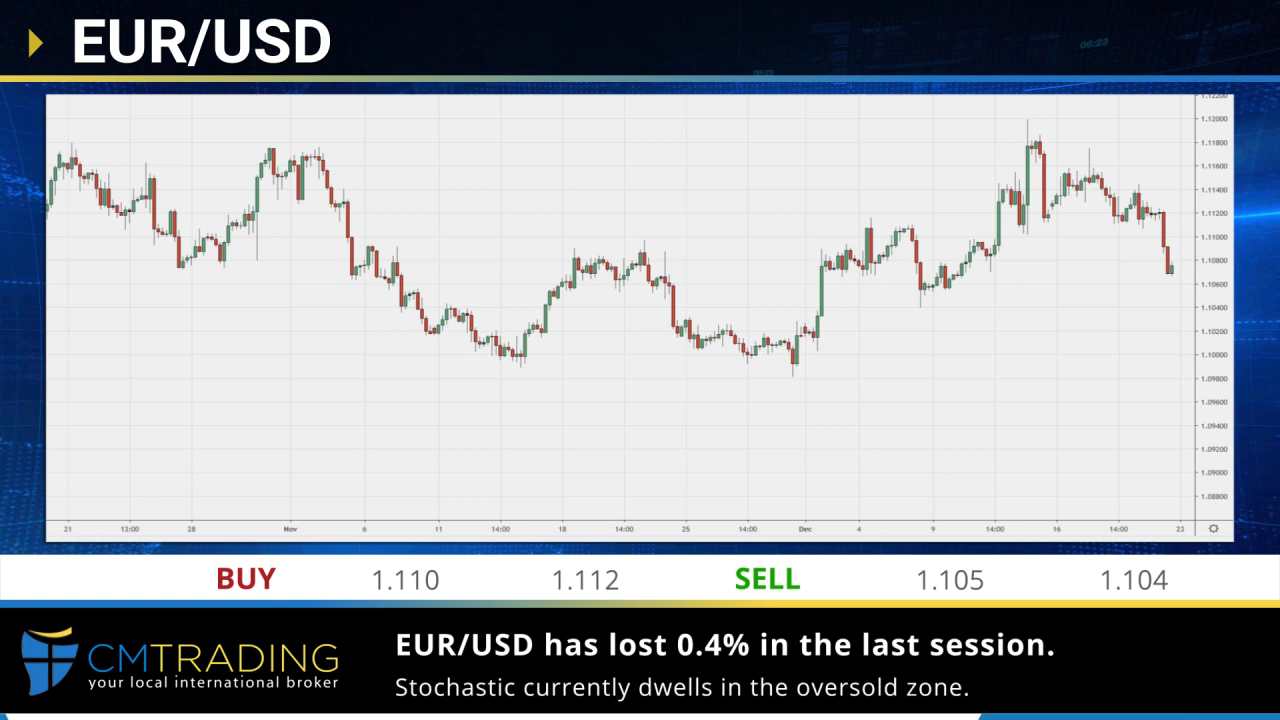 EUR/USD
1.12200
1.12000
1.11800
1.11600
1.11400
1.11200
1.11000
1.10800
1.10600
1.10400
1.10200
1.10000
1.09800
1.09600
1.09400
1.09200
1.09000
1.08800
21 13:00 28 Nov 6 11 14:00 18 14:00 25 14:00 Dec 4 9 14:00 16 14:00 23
BUY 1.110 1.112 SELL 1.105 1.104
EUR/USD has lost 0.4% in the last session.
CMTRADING
your local international broker
Stochastic currently dwells in the oversold zone.